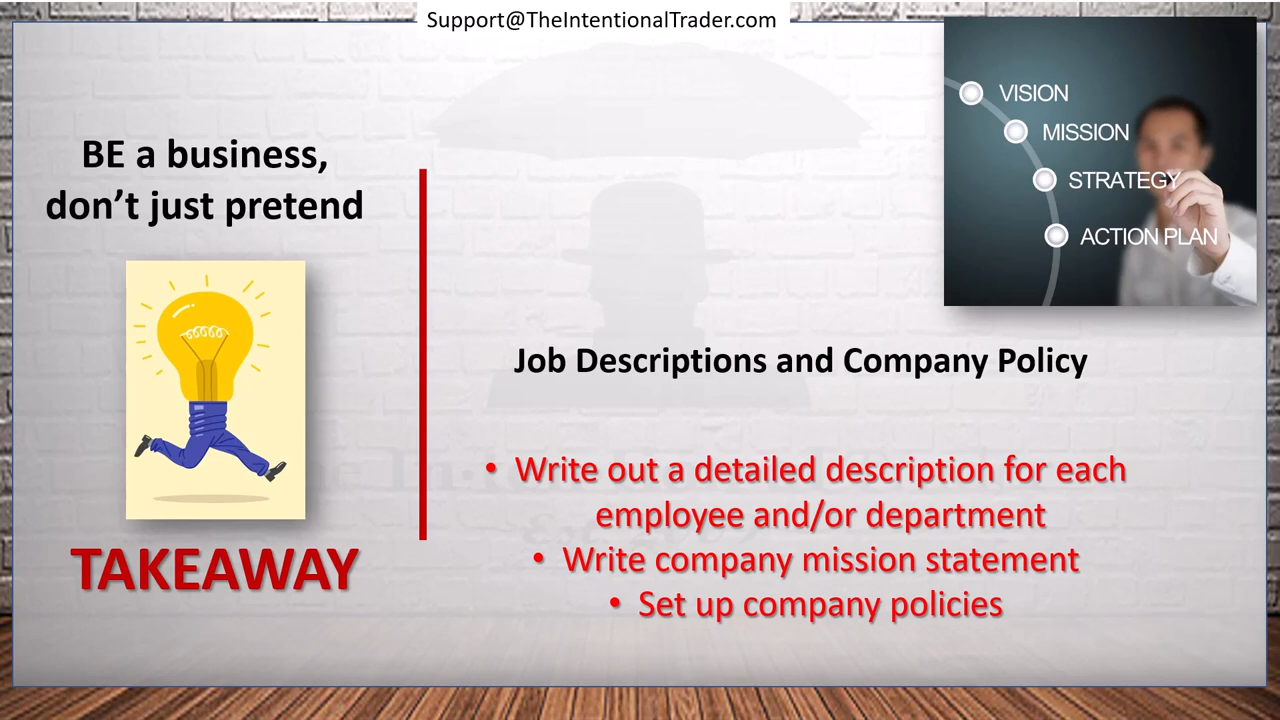 Support@TheIntentionalTrader.com
BE a business,
don't just pretend
TAKEAWAY
VISION
MISSION
STRATEGY
ACTION PLAN
Job Descriptions and Company Policy
• Write out a detailed description for each
employee and/or department
• Write company mission statement
• Set up company policies